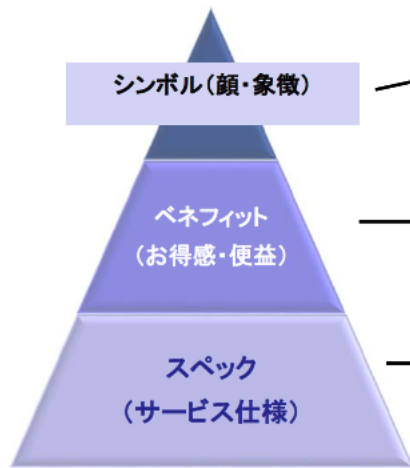 シンボル(顔・象徴)
ベネフィット
(お得感・便益)
スペック
(サービス仕様)